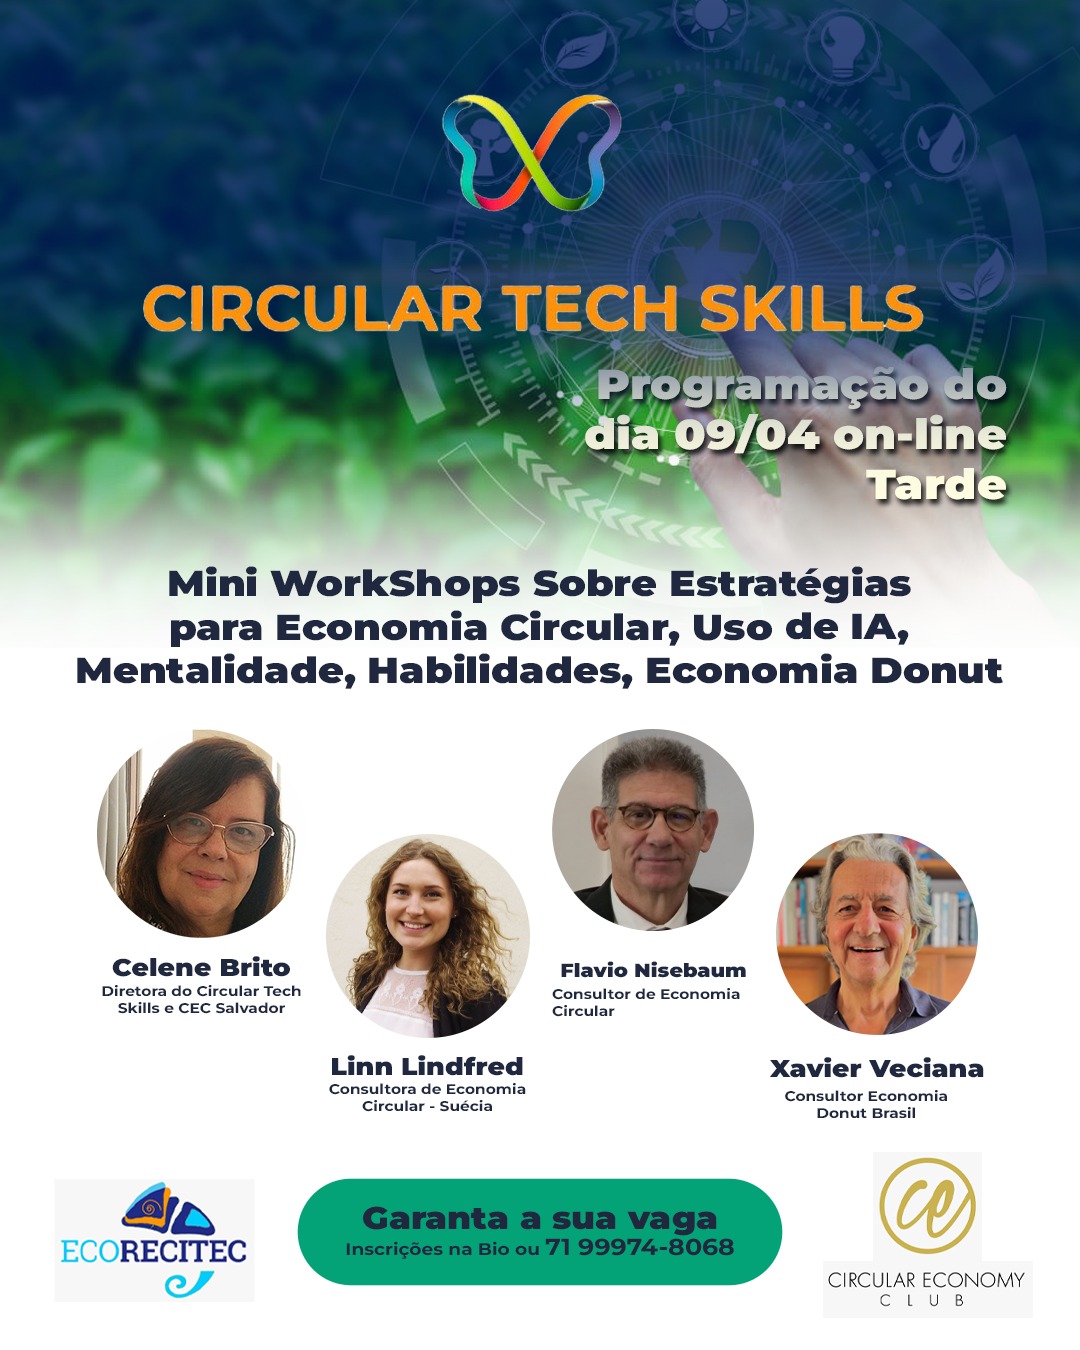 CIRCULAR TECH SKILLS
Programação do
dia 09/04 on-line
Tarde
Mini WorkShops Sobre Estratégias
para Economia Circular, Uso de IA,
Mentalidade, Habilidades, Economia Donut
Celene Brito
Diretora do Circular Tech
Skills e CEC Salvador
Linn Lindfred
Consultora de Economia
Circular - Suécia
Flavio Nisebaum
Consultor de Economia
Circular
Xavier Veciana
Consultor Economia
Donut Brasil
ECORECITEC
Garanta a sua vaga
Inscrições na Bio ou 71 99974-8068
ce
CIRCULAR ECONOMY
CLUB